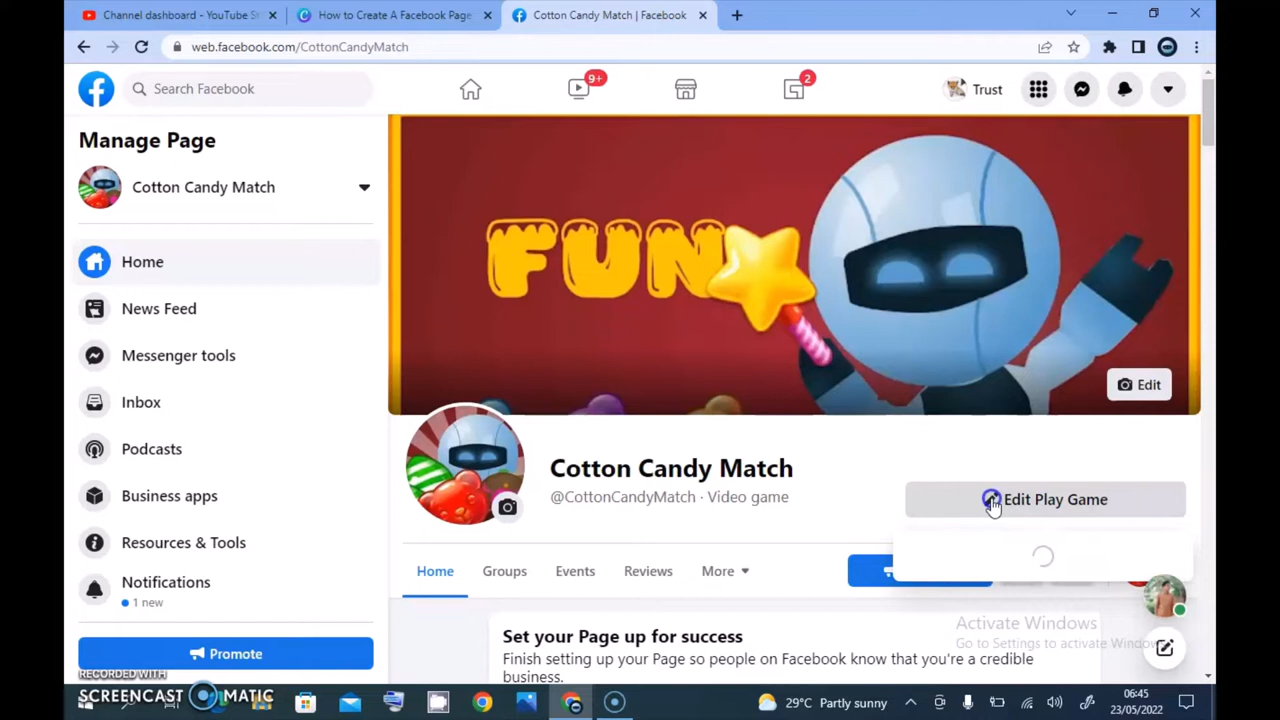 Channel dashboard - YouTube St
How to Create A Facebook Page
Cotton Candy Match | Facebook
web.facebook.com/CottonCandyMatch
Search Facebook
9+
2
Trust
Manage Page
Cotton Candy Match
Home
News Feed
Messenger tools
Inbox
Podcasts
Business apps
Resources & Tools
Notifications
1 new
Promote
FUN
Edit
Cotton Candy Match
@CottonCandyMatch · Video game
Edit Play Game
Home
Groups
Events
Reviews
More
Set your Page up for success
Finish setting up your Page so people on Facebook know that you're a credible
business.
Activate Windows
Go to Settings to activate Windows
RECORDED WITH
SCREENCAST MATIC
29°C Partly sunny
06:45
23/05/2022